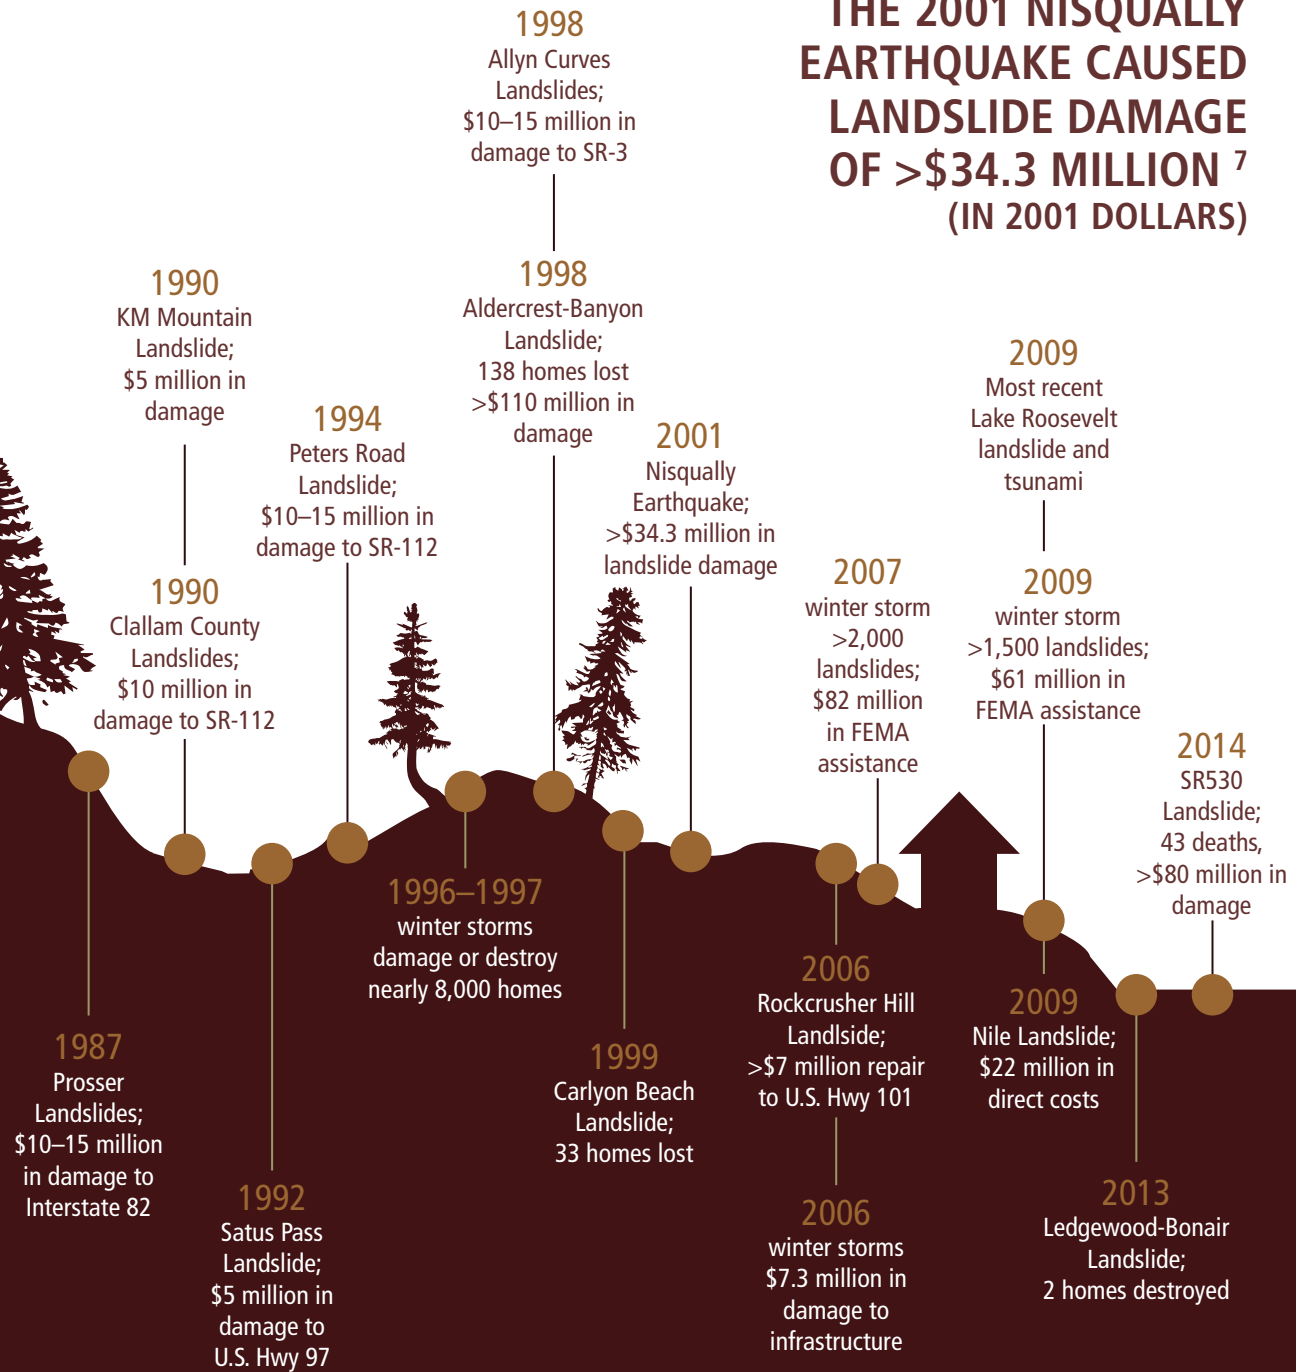 THE 2001 NISQUALLY
EARTHQUAKE CAUSED
LANDSLIDE DAMAGE
OF >$34.3 MILLION 7
(IN 2001 DOLLARS)
1998
Allyn Curves
Landslides;
$10–15 million in
damage to SR-3
1990
KM Mountain
Landslide;
$5 million in
damage
1998
Aldercrest-Banyon
Landslide;
138 homes lost
>$110 million in
damage
2009
Most recent
Lake Roosevelt
landslide and
tsunami
1994
Peters Road
Landslide;
$10–15 million in
damage to SR-112
2001
Nisqually
Earthquake;
>$34.3 million in
landslide damage
1990
Clallam County
Landslides;
$10 million in
damage to SR-112
2007
winter storm
>2,000
landslides;
$82 million
in FEMA
assistance
2009
winter storm
>1,500 landslides;
$61 million in
FEMA assistance
2014
SR530
Landslide;
43 deaths,
>$80 million in
damage
1996–1997
winter storms
damage or destroy
nearly 8,000 homes
2006
Rockcrusher Hill
Landlside;
>$7 million repair
to U.S. Hwy 101
2009
Nile Landslide;
$22 million in
direct costs
1987
Prosser
Landslides;
$10–15 million
in damage to
Interstate 82
1999
Carlyon Beach
Landslide;
33 homes lost
1992
Satus Pass
Landslide;
$5 million in
damage to
U.S. Hwy 97
2006
winter storms
$7.3 million in
damage to
infrastructure
2013
Ledgewood-Bonair
Landslide;
2 homes destroyed